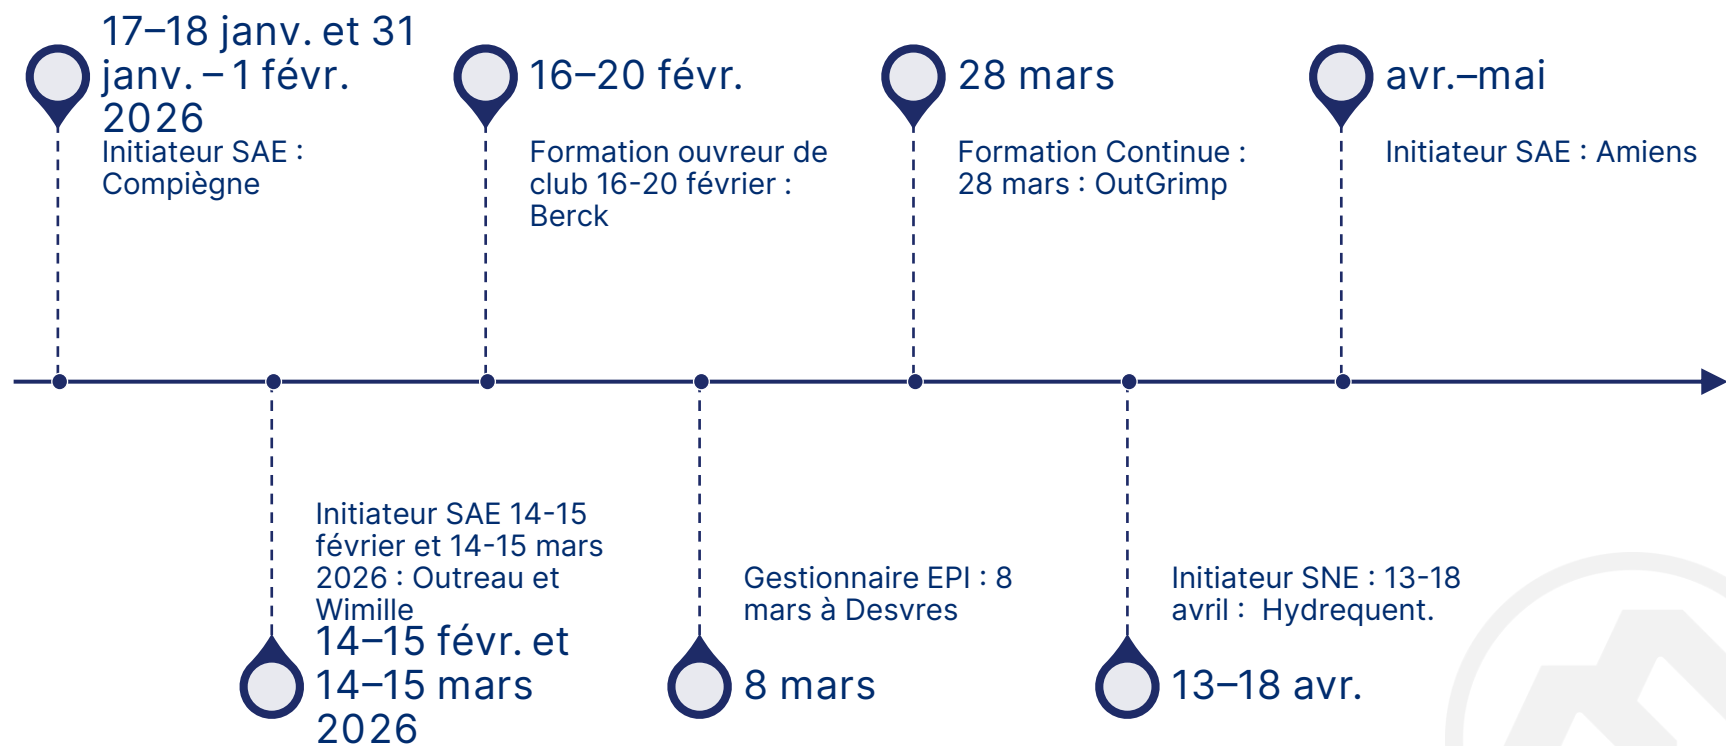 17–18 janv. et 31
janv. – 1 févr.
2026
Initiateur SAE :
Compiègne
16–20 févr.
Formation ouvreur de
club 16-20 février :
Berck
28 mars
Formation Continue :
28 mars : OutGrimp
avr.–mai
Initiateur SAE : Amiens
Initiateur SAE 14-15
février et 14-15 mars
2026 : Outreau et
Wimille
14–15 févr. et
14–15 mars
2026
Gestionnaire EPI : 8
mars à Desvres
8 mars
Initiateur SNE : 13-18
avril :  Hydrequent.
13–18 avr.